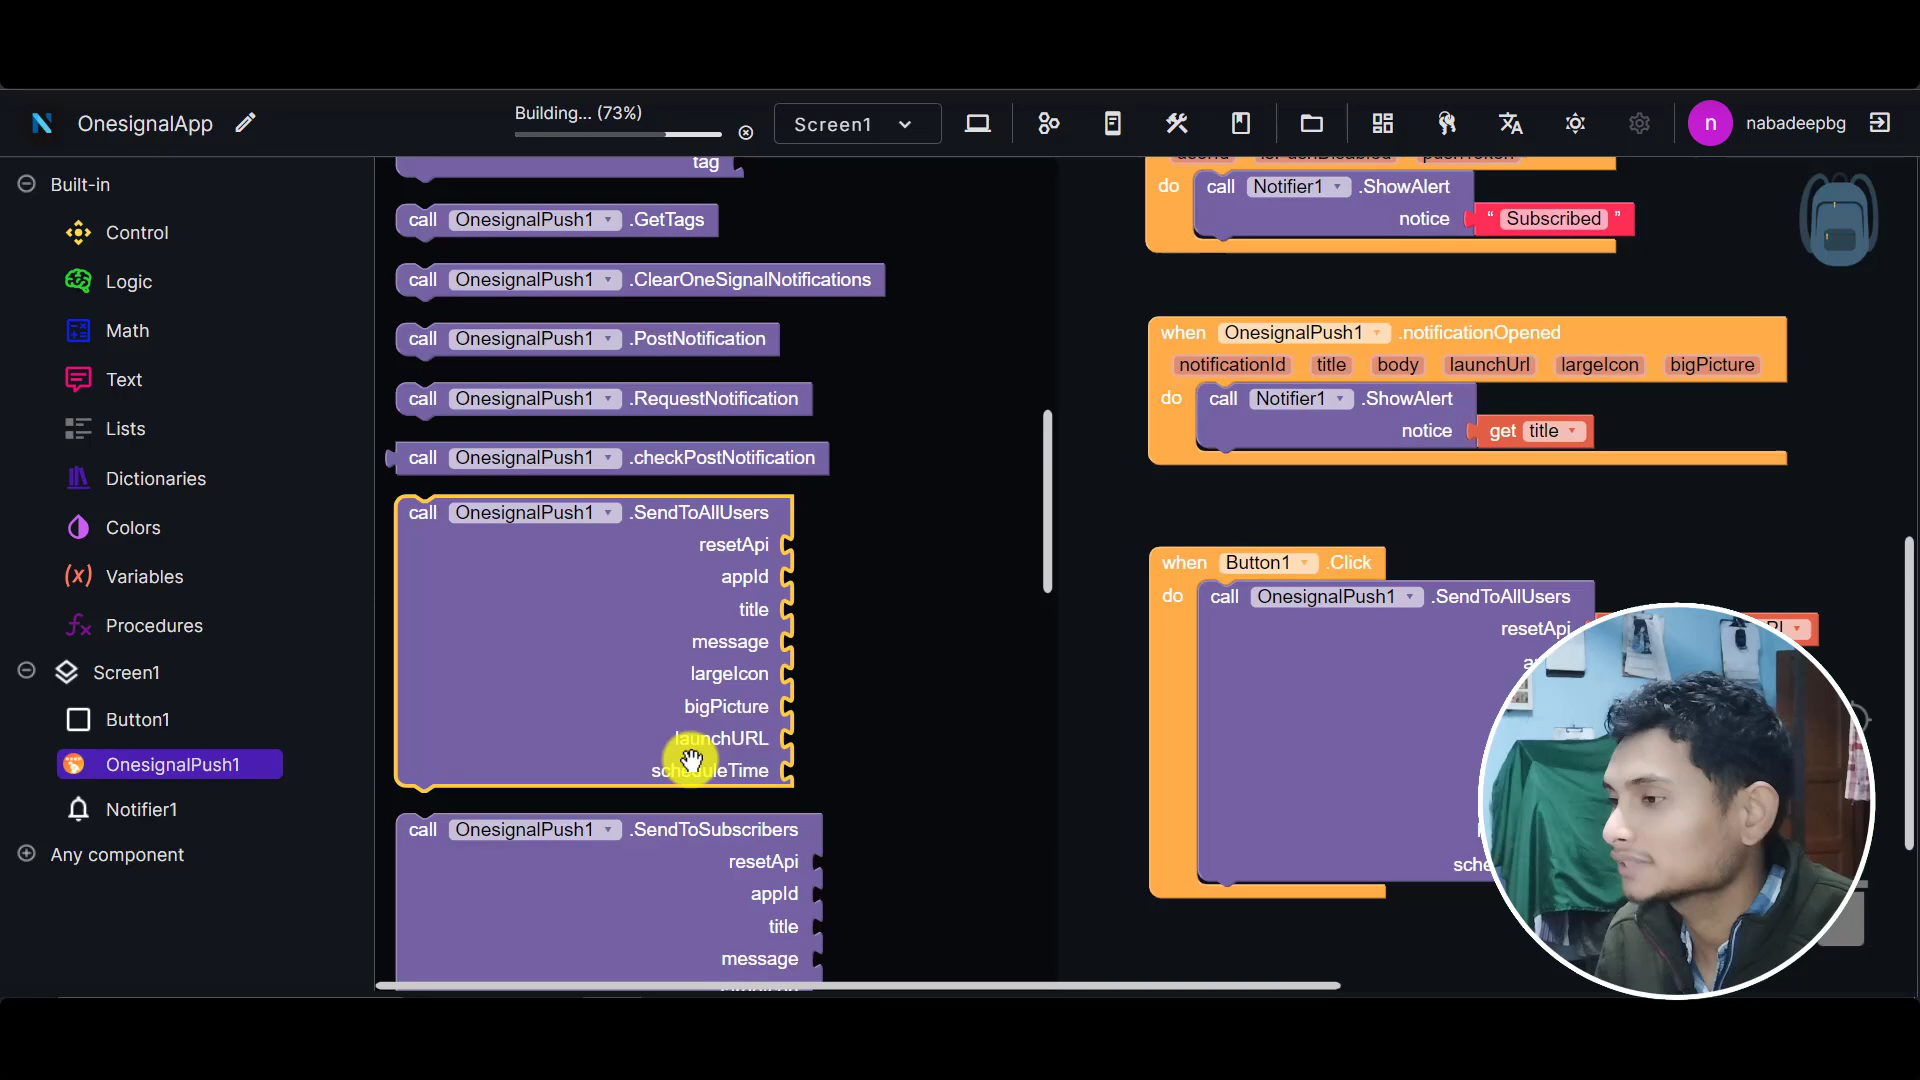 OnesignalApp
Building... (73%)
Screen1
n
nabadeepbg
Built-in
Control
Logic
Math
Text
Lists
Dictionaries
Colors
Variables
Procedures
Screen1
Button1
OnesignalPush1
Notifier1
Any component
tag
call OnesignalPush1 .GetTags
call OnesignalPush1 .ClearOneSignalNotifications
call OnesignalPush1 .PostNotification
call OnesignalPush1 .RequestNotification
call OnesignalPush1 .checkPostNotification
call OnesignalPush1 .SendToAllUsers
resetApi
appId
title
message
largeIcon
bigPicture
launchURL
scheduleTime
call OnesignalPush1 .SendToSubscribers
resetApi
appId
title
message
do call Notifier1 .ShowAlert
notice “ Subscribed ”
when OnesignalPush1 .notificationOpened
notificationId title body launchUrl largeIcon bigPicture
do call Notifier1 .ShowAlert
notice get title
when Button1 .Click
do call OnesignalPush1 .SendToAllUsers
resetApi